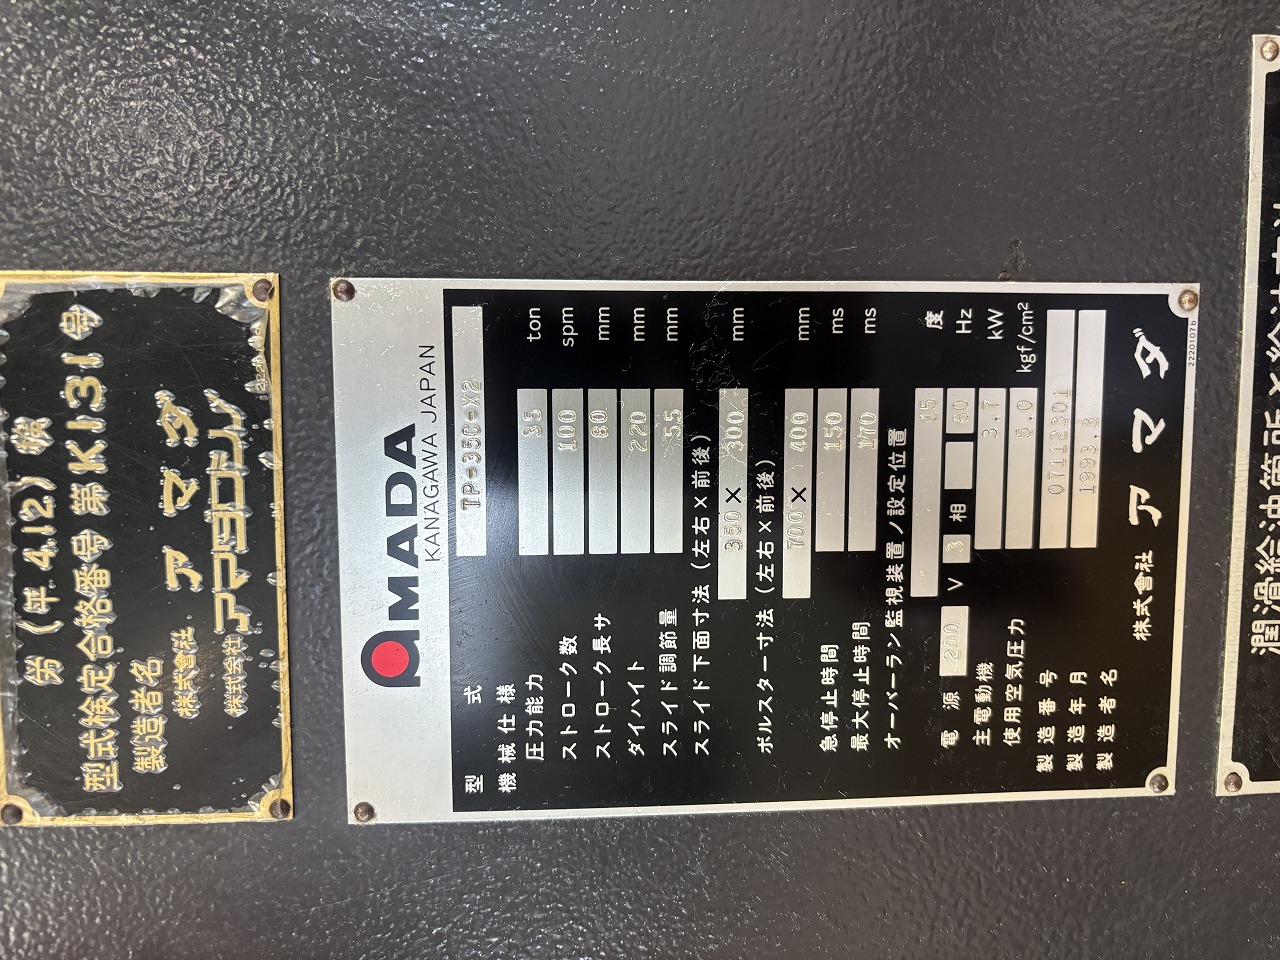 労(平4.12)検
型式検定合格番号 第K131号
製造者名
株式會社 アマダ
株式会社 アマダワシノ
AMADA
KANAGAWA JAPAN
型式 TP-35C-X2
機械仕様
圧力能力 35 ton
ストローク数 100 spm
ストローク長サ 80 mm
ダイハイト 220 mm
スライド調節量 55 mm
スライド下面寸法(左右×前後)
350 × 300 mm
ボルスター寸法(左右×前後)
700 × 400 mm
急停止時間 150 ms
最大停止時間 170 ms
オーバーラン監視装置ノ設定位置
15 度
電源 200 V 3 相 60 Hz
主電動機 3.7 kW
使用空気圧力 5.0 kgf/cm²
製造番号 07112301
製造年月 1993.3
製造者名
株式會社 アマダ
2220107b